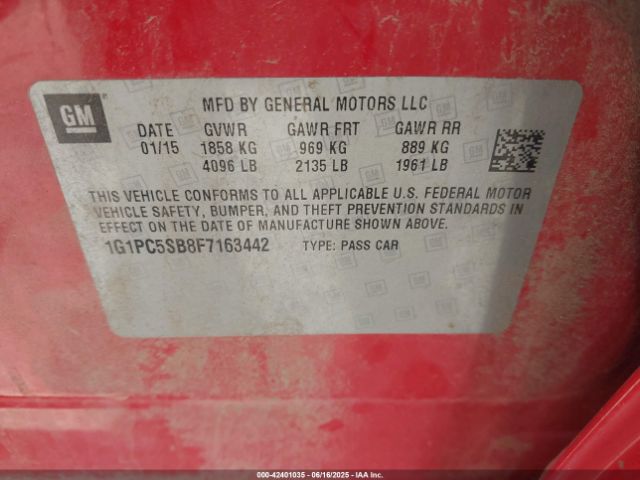 GM
MFD BY GENERAL MOTORS LLC
DATE GVWR GAWR FRT GAWR RR
01/15 1858 KG 969 KG 889 KG
4096 LB 2135 LB 1961 LB
THIS VEHICLE CONFORMS TO ALL APPLICABLE U.S. FEDERAL MOTOR
VEHICLE SAFETY, BUMPER, AND THEFT PREVENTION STANDARDS IN
EFFECT ON THE DATE OF MANUFACTURE SHOWN ABOVE.
1G1PC5SB8F7163442 TYPE: PASS CAR
000-42401035 - 06/16/2025 - IAA Inc.